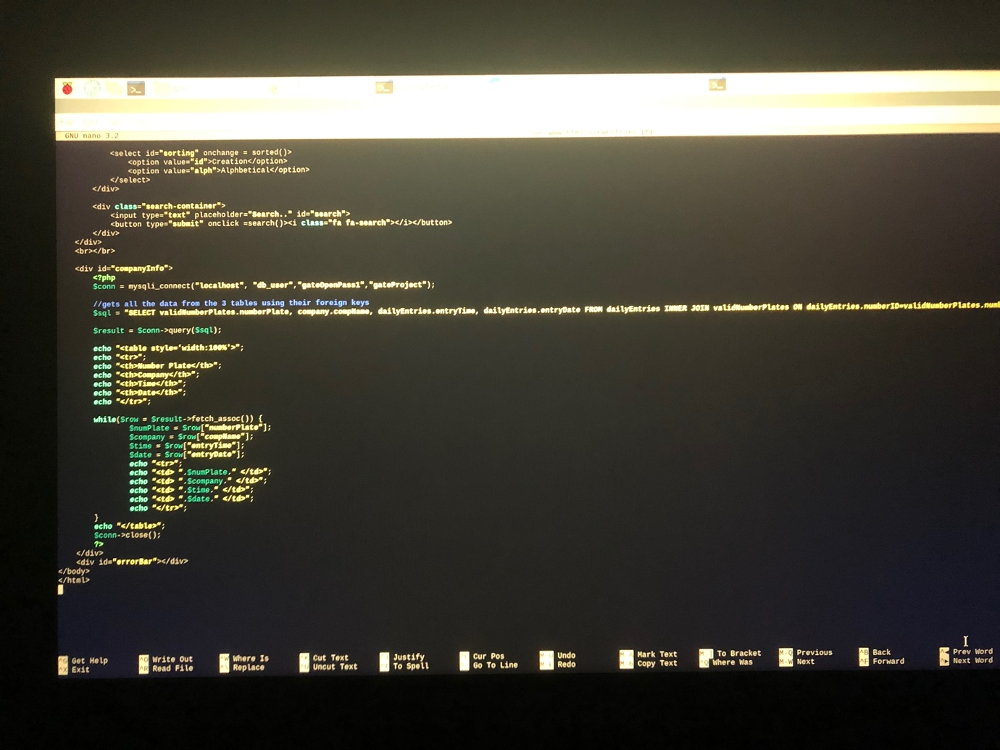 GNU nano 3.2
<select id="sorting" onchange = sorted()>
<option value="id">Creation</option>
<option value="alph">Alphbetical</option>
</select>
</div>
<div class="search-container">
<input type="text" placeholder="Search.." id="search">
<button type="submit" onclick =search()><i class="fa fa-search"></i></button>
</div>
</div>
<br></br>
<div id="companyInfo">
<?php
$conn = mysqli_connect("localhost", "db_user","gateOpenPass1","gateProject");
//gets all the data from the 3 tables using their foreign keys
$sql = "SELECT validNumberPlates.numberPlate, company.compName, dailyEntries.entryTime, dailyEntries.entryDate FROM dailyEntries INNER JOIN validNumberPlates ON dailyEntries.numberID=validNumberPlates.num
$result = $conn->query($sql);
echo "<table style='width:100%'>";
echo "<tr>";
echo "<th>Number Plate</th>";
echo "<th>Company</th>";
echo "<th>Time</th>";
echo "<th>Date</th>";
echo "</tr>";
while($row = $result->fetch_assoc()) {
$numPlate = $row["numberPlate"];
$company = $row["compName"];
$time = $row["entryTime"];
$date = $row["entryDate"];
echo "<tr>";
echo "<td> ".$numPlate." </td>";
echo "<td> ".$company." </td>";
echo "<td> ".$time." </td>";
echo "<td> ".$date." </td>";
echo "</tr>";
}
echo "</table>";
$conn->close();
?>
</div>
<div id="errorBar"></div>
</body>
</html>
^G Get Help ^O Write Out ^W Where Is ^K Cut Text Justify Cur Pos Undo Mark Text To Bracket M-Q Previous ^B Back Prev Word
^X Exit ^R Read File Replace Uncut Text To Spell Go To Line Redo Copy Text ^Q Where Was M-W Next ^F Forward Next Word